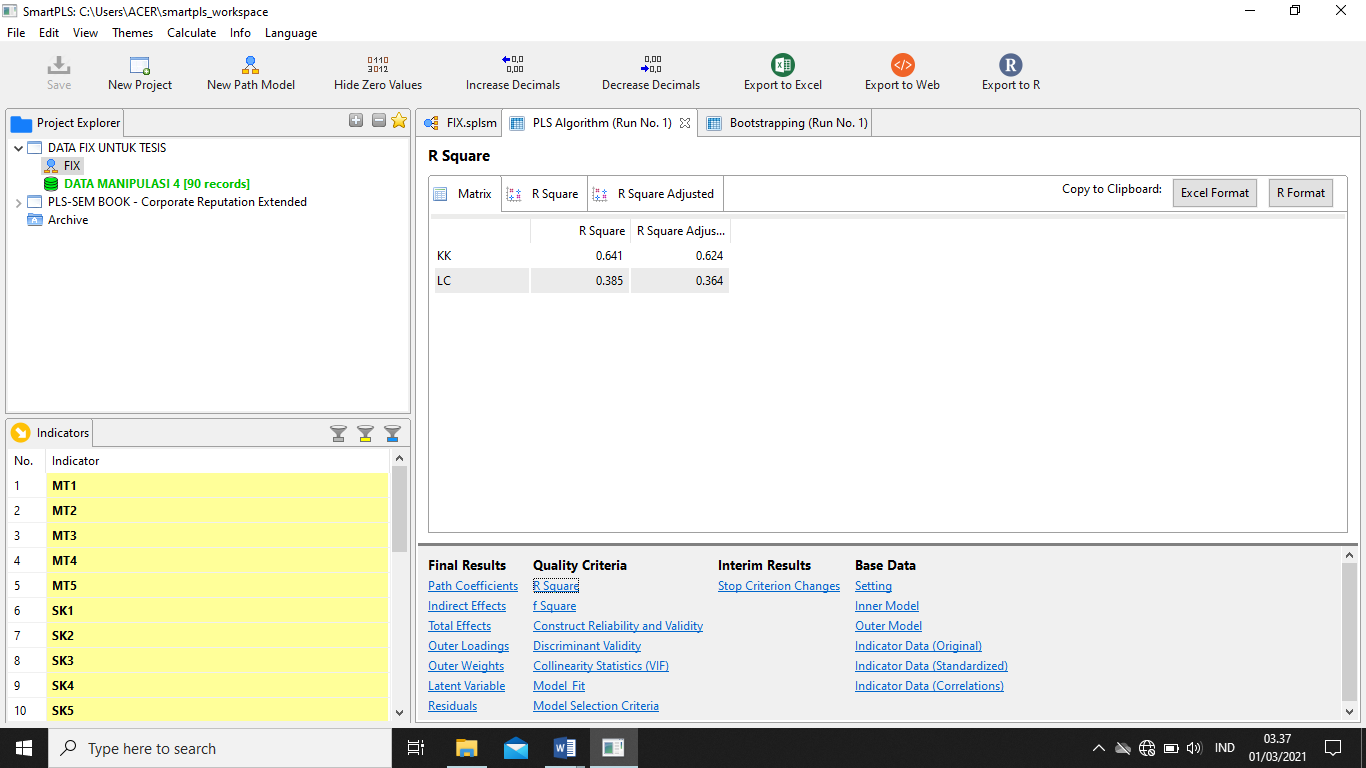 SmartPLS: C:\Users\ACER\smartpls_workspace
File Edit View Themes Calculate Info Language
Save New Project New Path Model Hide Zero Values Increase Decimals Decrease Decimals Export to Excel Export to Web Export to R
Project Explorer
DATA FIX UNTUK TESIS
FIX
DATA MANIPULASI 4 [90 records]
PLS-SEM BOOK - Corporate Reputation Extended
Archive
Indicators
No. Indicator
1 MT1
2 MT2
3 MT3
4 MT4
5 MT5
6 SK1
7 SK2
8 SK3
9 SK4
10 SK5
FIX.splsm PLS Algorithm (Run No. 1) Bootstrapping (Run No. 1)
R Square
Matrix R Square R Square Adjusted Copy to Clipboard: Excel Format R Format
R Square R Square Adjus...
KK 0.641 0.624
LC 0.385 0.364
Final Results Quality Criteria Interim Results Base Data
Path Coefficients R Square Stop Criterion Changes Setting
Indirect Effects f Square Inner Model
Total Effects Construct Reliability and Validity Outer Model
Outer Loadings Discriminant Validity Indicator Data (Original)
Outer Weights Collinearity Statistics (VIF) Indicator Data (Standardized)
Latent Variable Model_Fit Indicator Data (Correlations)
Residuals Model Selection Criteria
Type here to search
IND 03.37
01/03/2021